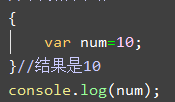 {
var num=10;
}//结果是10
console.log(num);